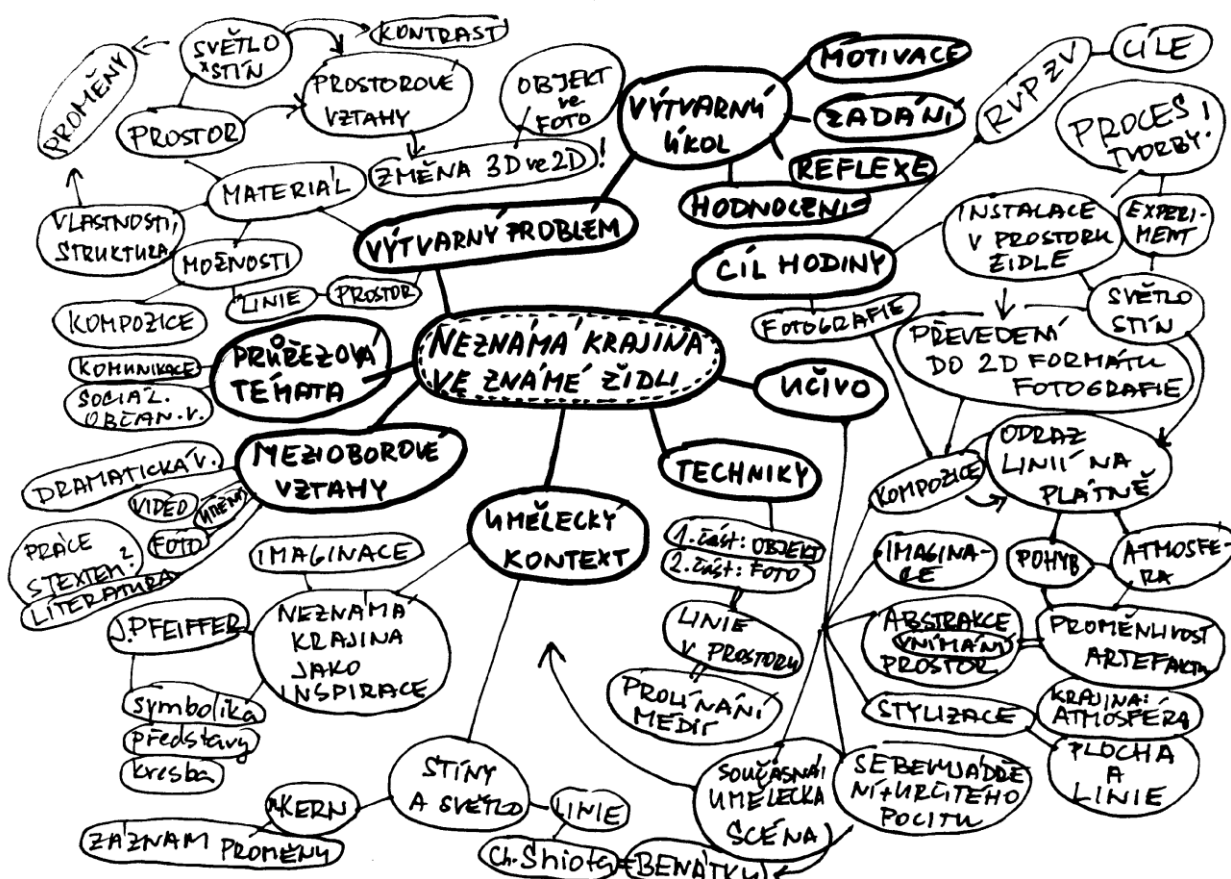 SVĚTLO
×STÍN
KONTRAST
PROMĚNY
PROSTOROVÉ
VZTAHY
OBJEKT
ve
FOTO
PROSTOR
ZMĚNA 3D ve 2D!
MATERIÁL
VLASTNOSTI,
STRUKTURA
MOŽNOSTI
LINIE
PROSTOR
VÝTVARNÝ PROBLÉM
VÝTVARNÝ
ÚKOL
MOTIVACE
ZADÁNÍ
REFLEXE
HODNOCENÍ
RVP ZV
CÍLE
PROCES!
TVORBY
INSTALACE
V PROSTORU
ŽIDLE
EXPERI-
MENT
CÍL HODINY
SVĚTLO
STÍN
FOTOGRAFIE
PŘEVEDENÍ
DO 2D FORMÁTU
FOTOGRAFIE
KOMPOZICE
KOMUNIKACE
SOCIÁL.
OBČAN. V.
PRŮŘEZOVÁ
TÉMATA
NEZNÁMÁ KRAJINA
VE ZNÁMÉ ŽIDLI
UČIVO
MEZIOBOROVÉ
VZTAHY
DRAMATICKÁ V.
VIDEO
UMĚNÍ
FOTO
PRÁCE
S TEXTEM?
LITERATURA
UMĚLECKÝ
KONTEXT
TECHNIKY
1. část: OBJEKT
2. část: FOTO
LINIE
V PROSTORU
PROLÍNÁNÍ
MÉDIÍ
KOMPOZICE
ODRAZ
LINIÍ NA
PLÁTNĚ
IMAGINA-
CE
POHYB
ATMOSFÉ-
RA
ABSTRAKCE
VNÍMÁNÍ
PROSTOR
PROMĚNLIVOST
ARTEFAKTU
STYLIZACE
KRAJINA:
ATMOSFÉRA
PLOCHA
A
LINIE
IMAGINACE
NEZNÁMÁ
KRAJINA
JAKO
INSPIRACE
J. PFEIFFER
symbolika
představy
kresba
STÍNY
A SVĚTLO
KERN
ZÁZNAM PROMĚNY
LINIE
Ch. Shiota
BENÁTKY
SOUČASNÁ
UMĚLECKÁ
SCÉNA
SEBEVYJÁDŘE
NÍ+URČITÉHO
POCITU